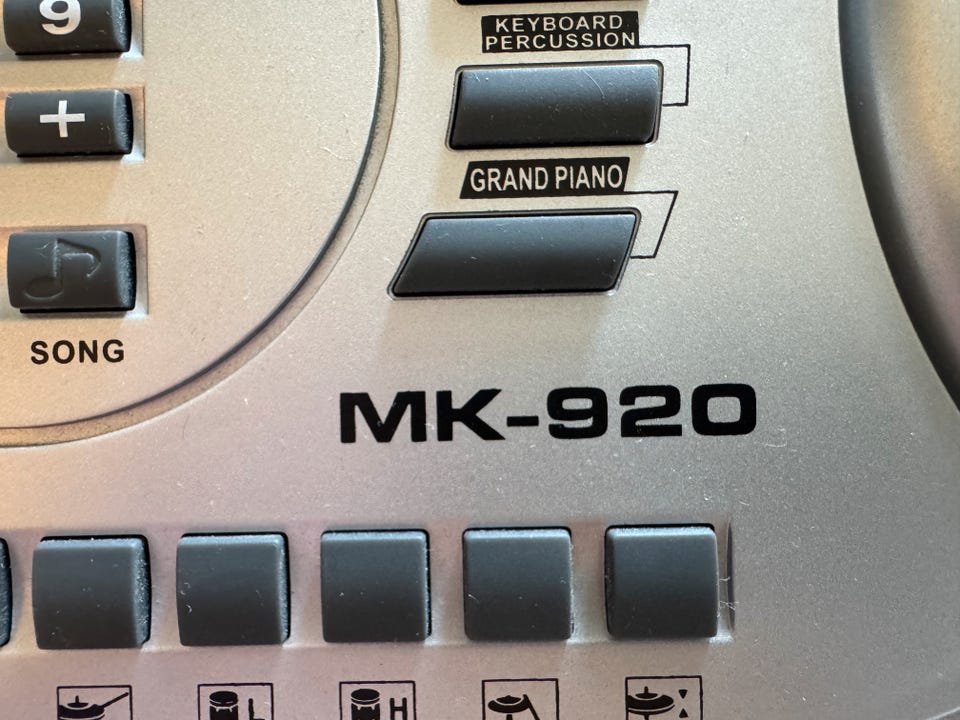 9
KEYBOARD
PERCUSSION
+
GRAND PIANO
SONG
MK-920
L
H